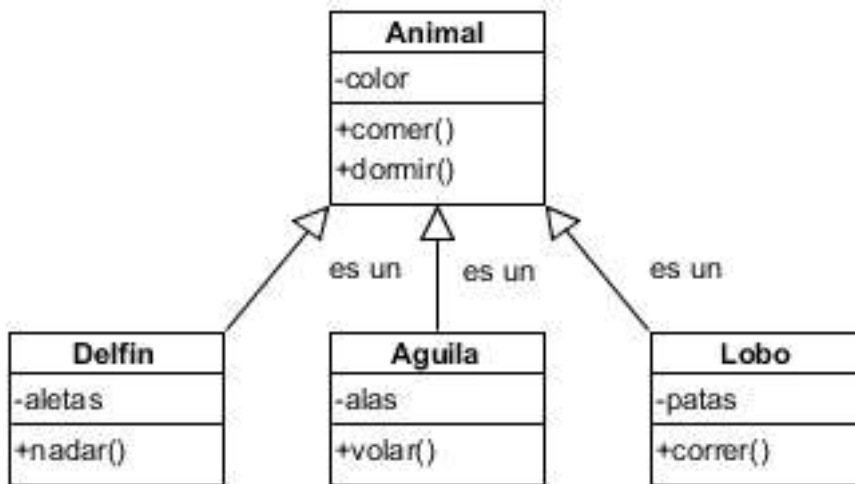 Animal
-color
+comer()
+dormir()
es un
es un
es un
Delfin
-aletas
+nadar()
Aguila
-alas
+volar()
Lobo
-patas
+correr()